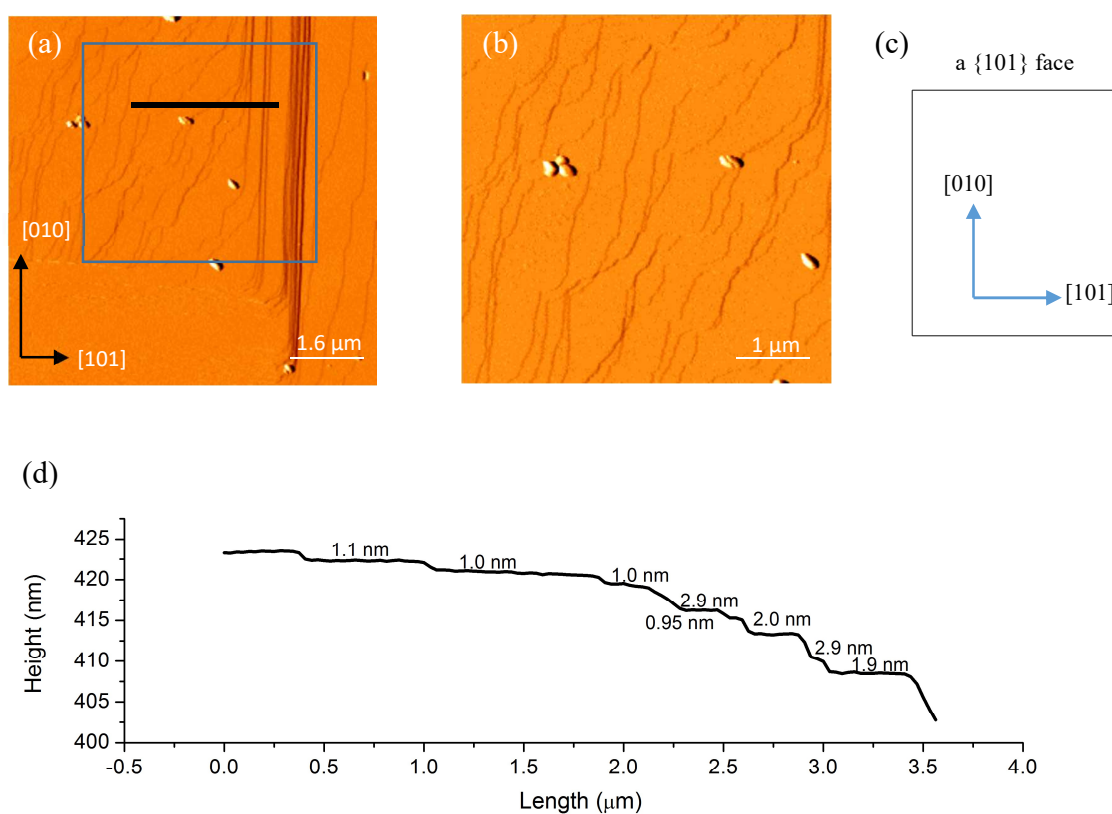 (a)
[010]
[101]
1.6 μm
(b)
1 μm
(c)
a {101} face
[010]
[101]
(d)
Height (nm)
425
420
415
410
405
400
1.1 nm
1.0 nm
1.0 nm
2.9 nm
0.95 nm
2.0 nm
2.9 nm
1.9 nm
-0.5 0.0 0.5 1.0 1.5 2.0 2.5 3.0 3.5 4.0
Length (μm)